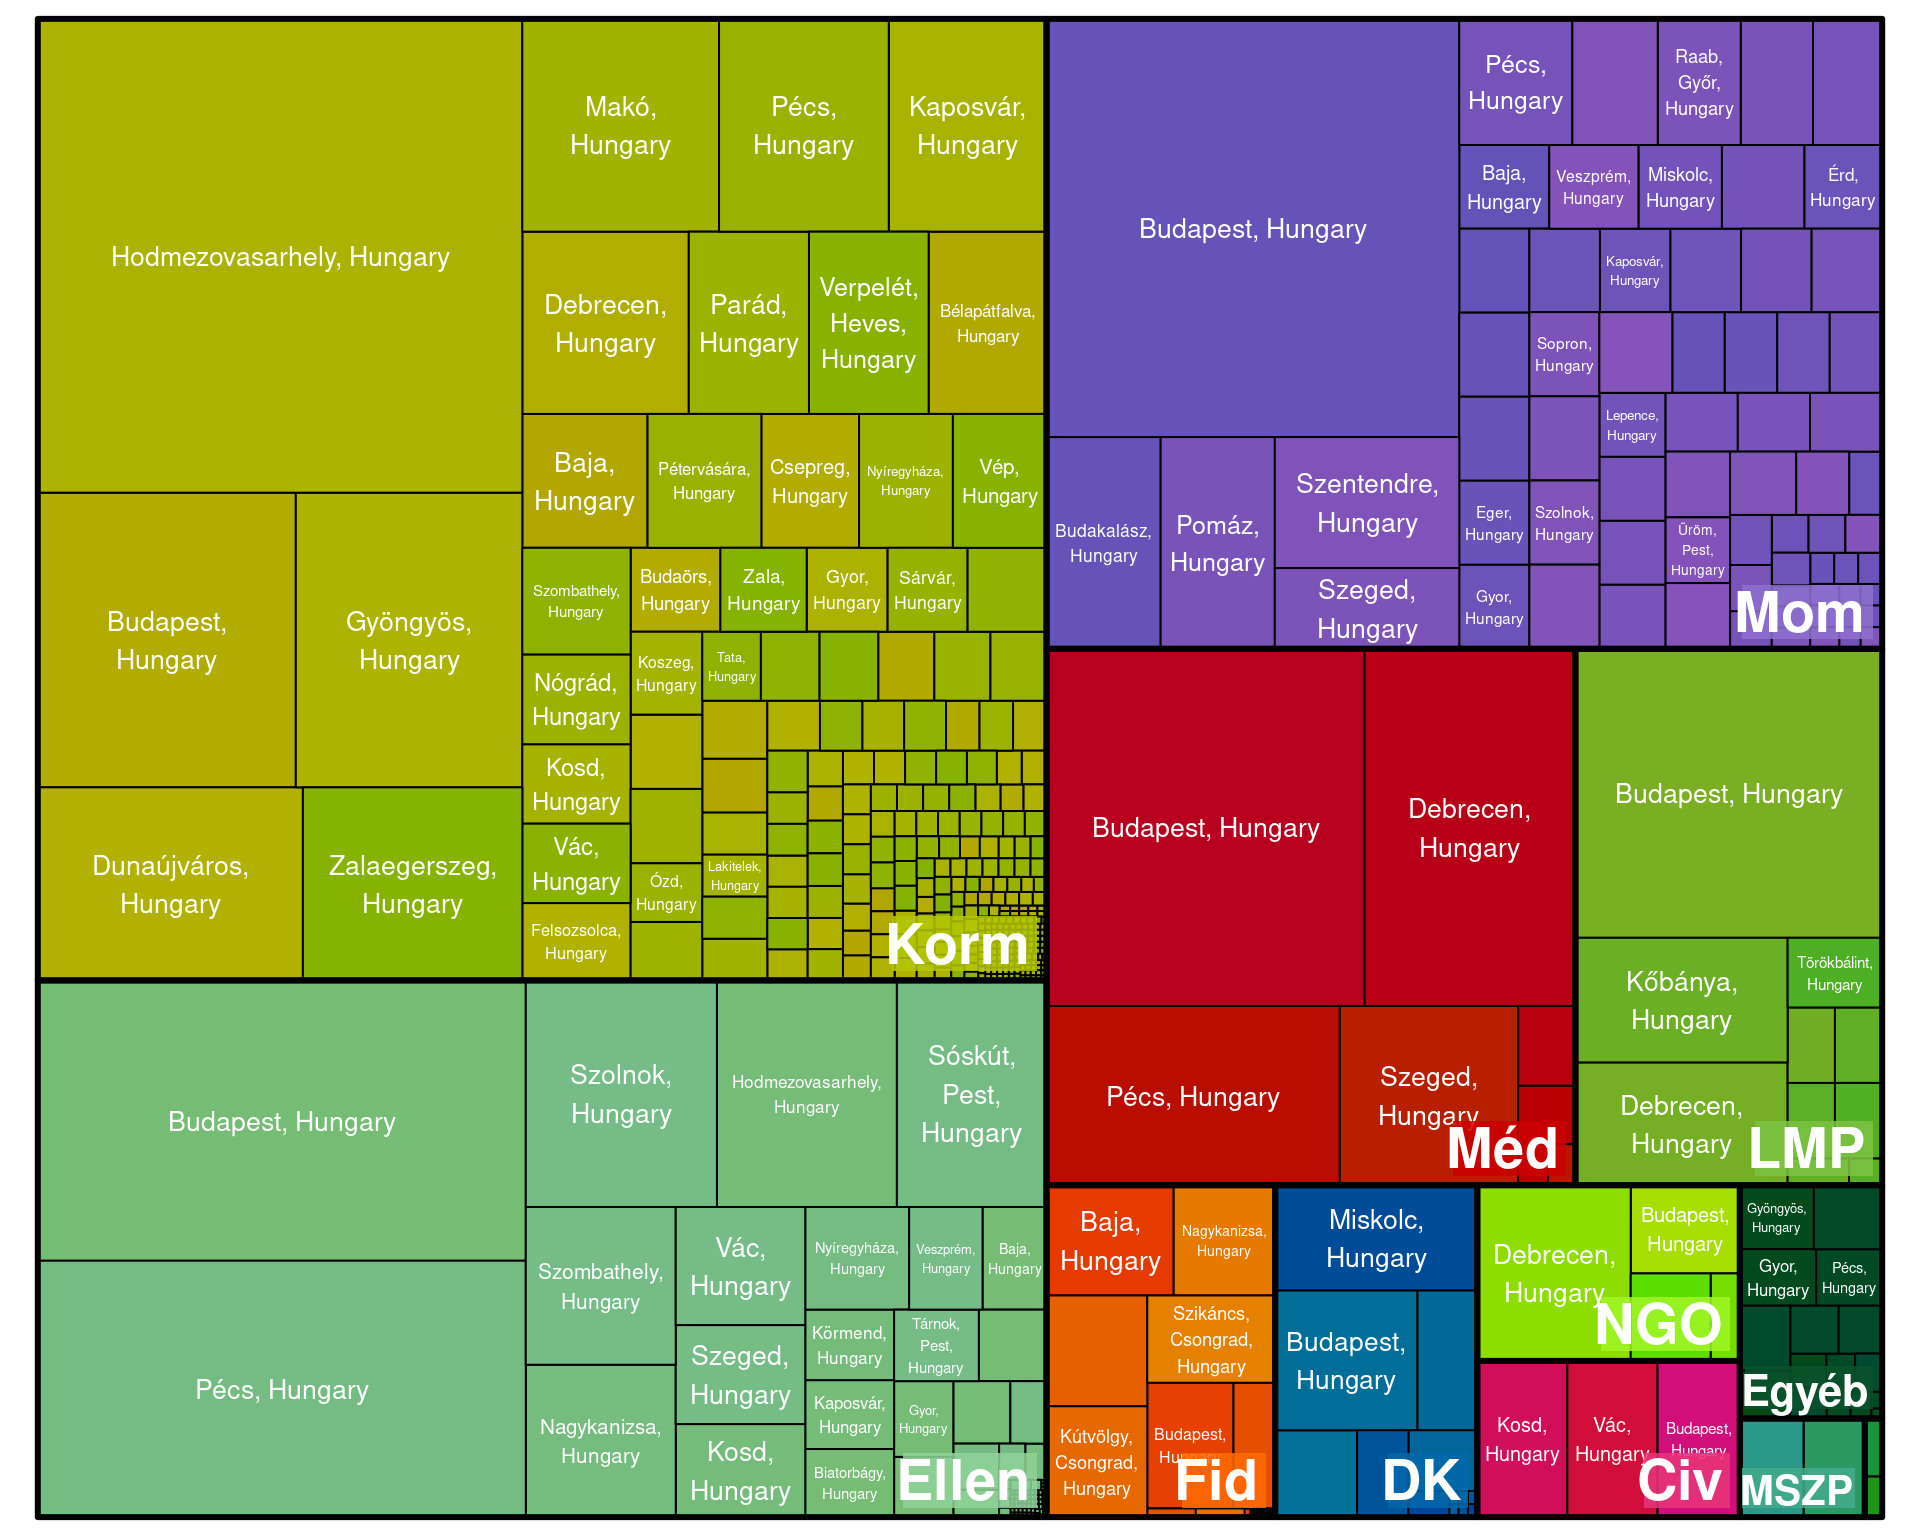 Hodmezovasarhely, Hungary
Makó,
Hungary
Pécs,
Hungary
Kaposvár,
Hungary
Debrecen,
Hungary
Parád,
Hungary
Verpelét,
Heves,
Hungary
Bélapátfalva,
Hungary
Baja,
Hungary
Pétervására,
Hungary
Csepreg,
Hungary
Nyíregyháza,
Hungary
Vép,
Hungary
Budapest,
Hungary
Gyöngyös,
Hungary
Dunaújváros,
Hungary
Zalaegerszeg,
Hungary
Szombathely,
Hungary
Budaörs,
Hungary
Zala,
Hungary
Gyor,
Hungary
Sárvár,
Hungary
Nógrád,
Hungary
Koszeg,
Hungary
Tata,
Hungary
Kosd,
Hungary
Vác,
Hungary
Felsozsolca,
Hungary
Ózd,
Hungary
Lakitelek,
Hungary
Korm
Budapest, Hungary
Pécs,
Hungary
Raab,
Győr,
Hungary
Baja,
Hungary
Veszprém,
Hungary
Miskolc,
Hungary
Érd,
Hungary
Kaposvár,
Hungary
Sopron,
Hungary
Lepence,
Hungary
Budakalász,
Hungary
Pomáz,
Hungary
Szentendre,
Hungary
Szeged,
Hungary
Eger,
Hungary
Szolnok,
Hungary
Üröm,
Pest,
Hungary
Gyor,
Hungary
Mom
Budapest, Hungary
Pécs, Hungary
Szolnok,
Hungary
Hodmezovasarhely,
Hungary
Sóskút,
Pest,
Hungary
Szombathely,
Hungary
Vác,
Hungary
Nyíregyháza,
Hungary
Veszprém,
Hungary
Baja,
Hungary
Szeged,
Hungary
Körmend,
Hungary
Tárnok,
Pest,
Hungary
Nagykanizsa,
Hungary
Kosd,
Hungary
Kaposvár,
Hungary
Gyor,
Hungary
Biatorbágy,
Hungary
Ellen
Budapest, Hungary
Debrecen,
Hungary
Pécs, Hungary
Szeged,
Hungary
Méd
Budapest, Hungary
Kőbánya,
Hungary
Törökbálint,
Hungary
Debrecen,
Hungary
LMP
Baja,
Hungary
Nagykanizsa,
Hungary
Szikáncs,
Csongrad,
Hungary
Kútvölgy,
Csongrad,
Hungary
Budapest,
Hungary
Fid
Miskolc,
Hungary
Budapest,
Hungary
DK
Debrecen,
Hungary
Budapest,
Hungary
NGO
Kosd,
Hungary
Vác,
Hungary
Budapest,
Hungary
Civ
Gyöngyös,
Hungary
Gyor,
Hungary
Pécs,
Hungary
Egyéb
MSZP